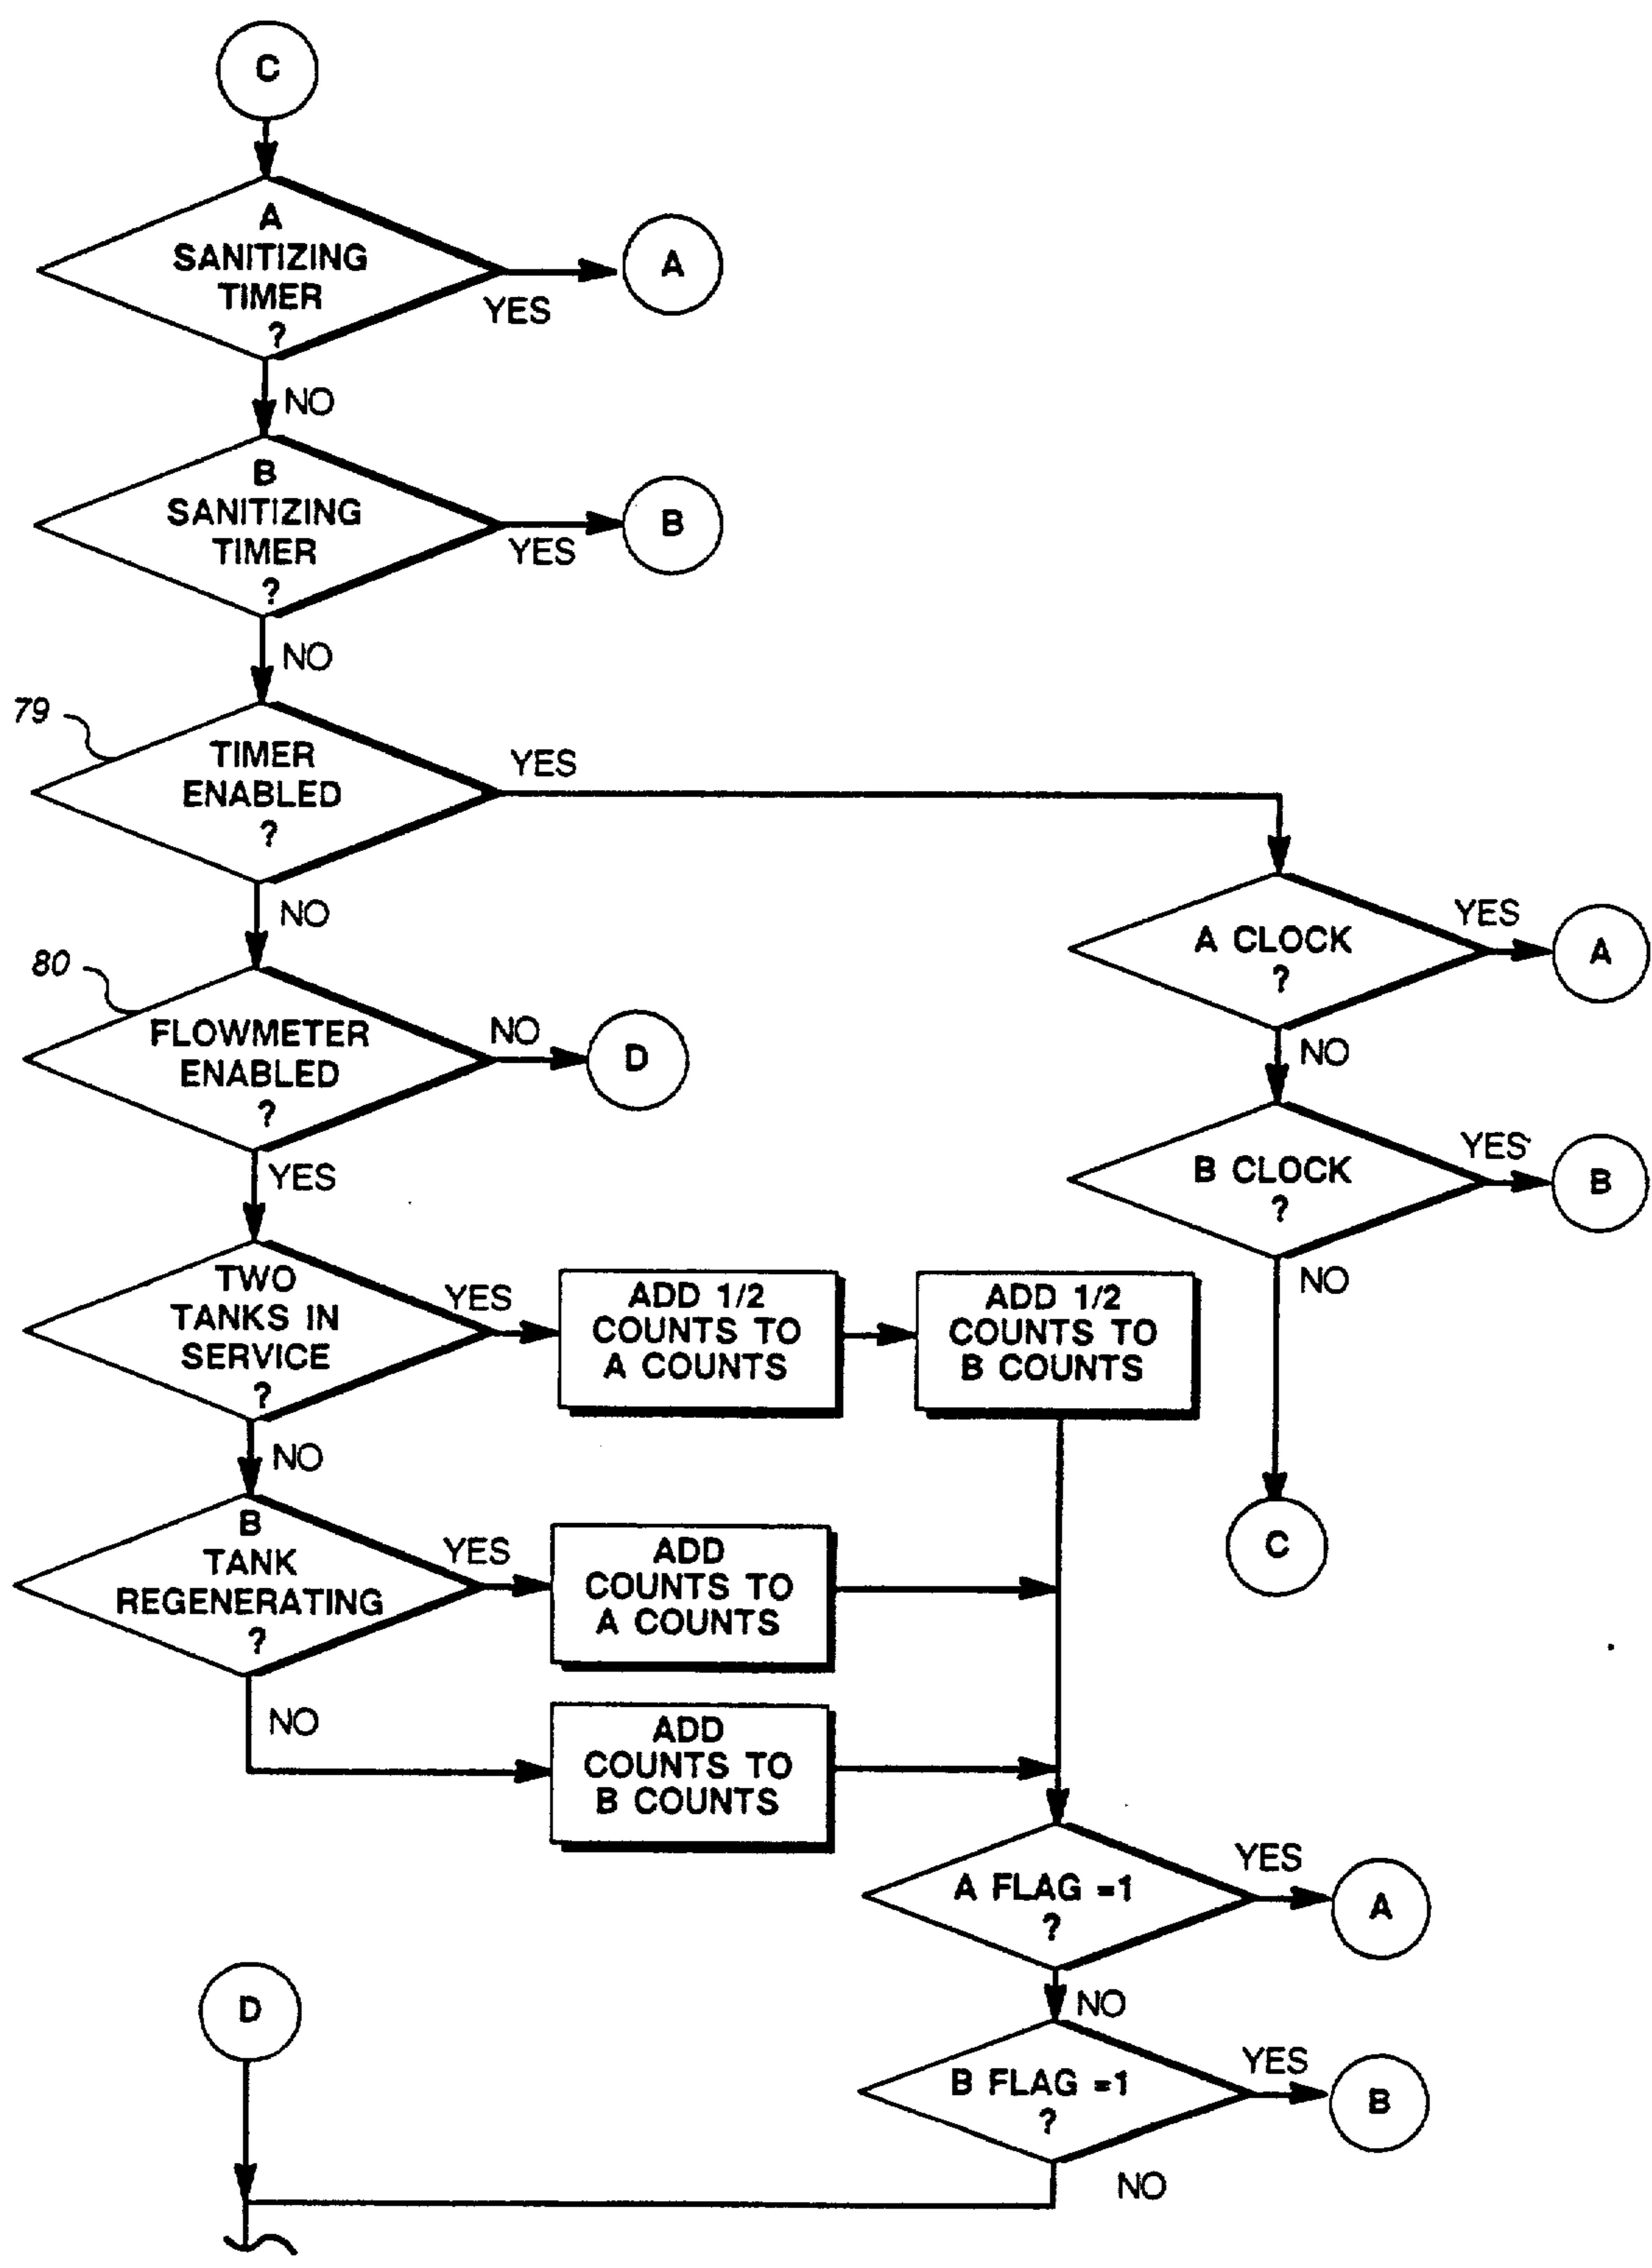 C
A
SANITIZING
TIMER
?
YES
A
NO
B
SANITIZING
TIMER
?
YES
B
NO
79
TIMER
ENABLED
?
YES
NO
A CLOCK
?
YES
A
NO
B CLOCK
?
YES
B
NO
C
80
FLOWMETER
ENABLED
?
NO
D
YES
TWO
TANKS IN
SERVICE
?
YES
ADD 1/2
COUNTS TO
A COUNTS
ADD 1/2
COUNTS TO
B COUNTS
NO
B
TANK
REGENERATING
?
YES
ADD
COUNTS TO
A COUNTS
NO
ADD
COUNTS TO
B COUNTS
A FLAG =1
?
YES
A
NO
B FLAG =1
?
YES
B
NO
D